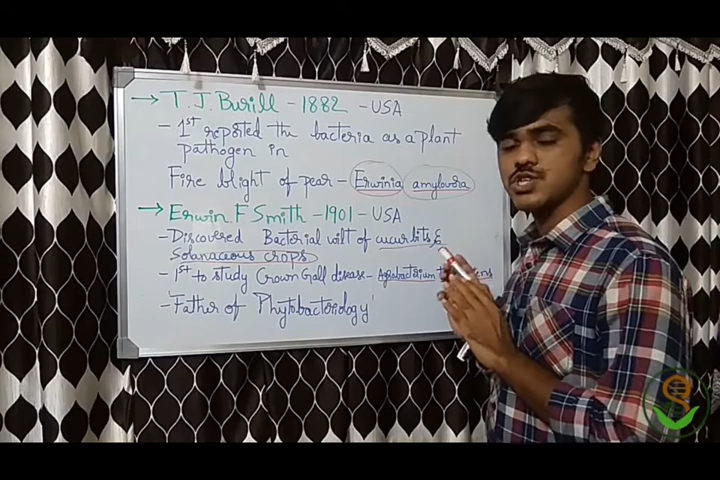 → T. J. Burill - 1882 - USA
- 1st reported the bacteria as a plant
pathogen in
Fire blight of pear - Erwinia amylovora
→ Erwin F Smith - 1901 - USA
- Discovered Bacterial wilt of cucurbits &
Solanaceous crops
- 1st to study Crown Gall disease - Agrobacterium
- 'Father of Phytobacteriology'